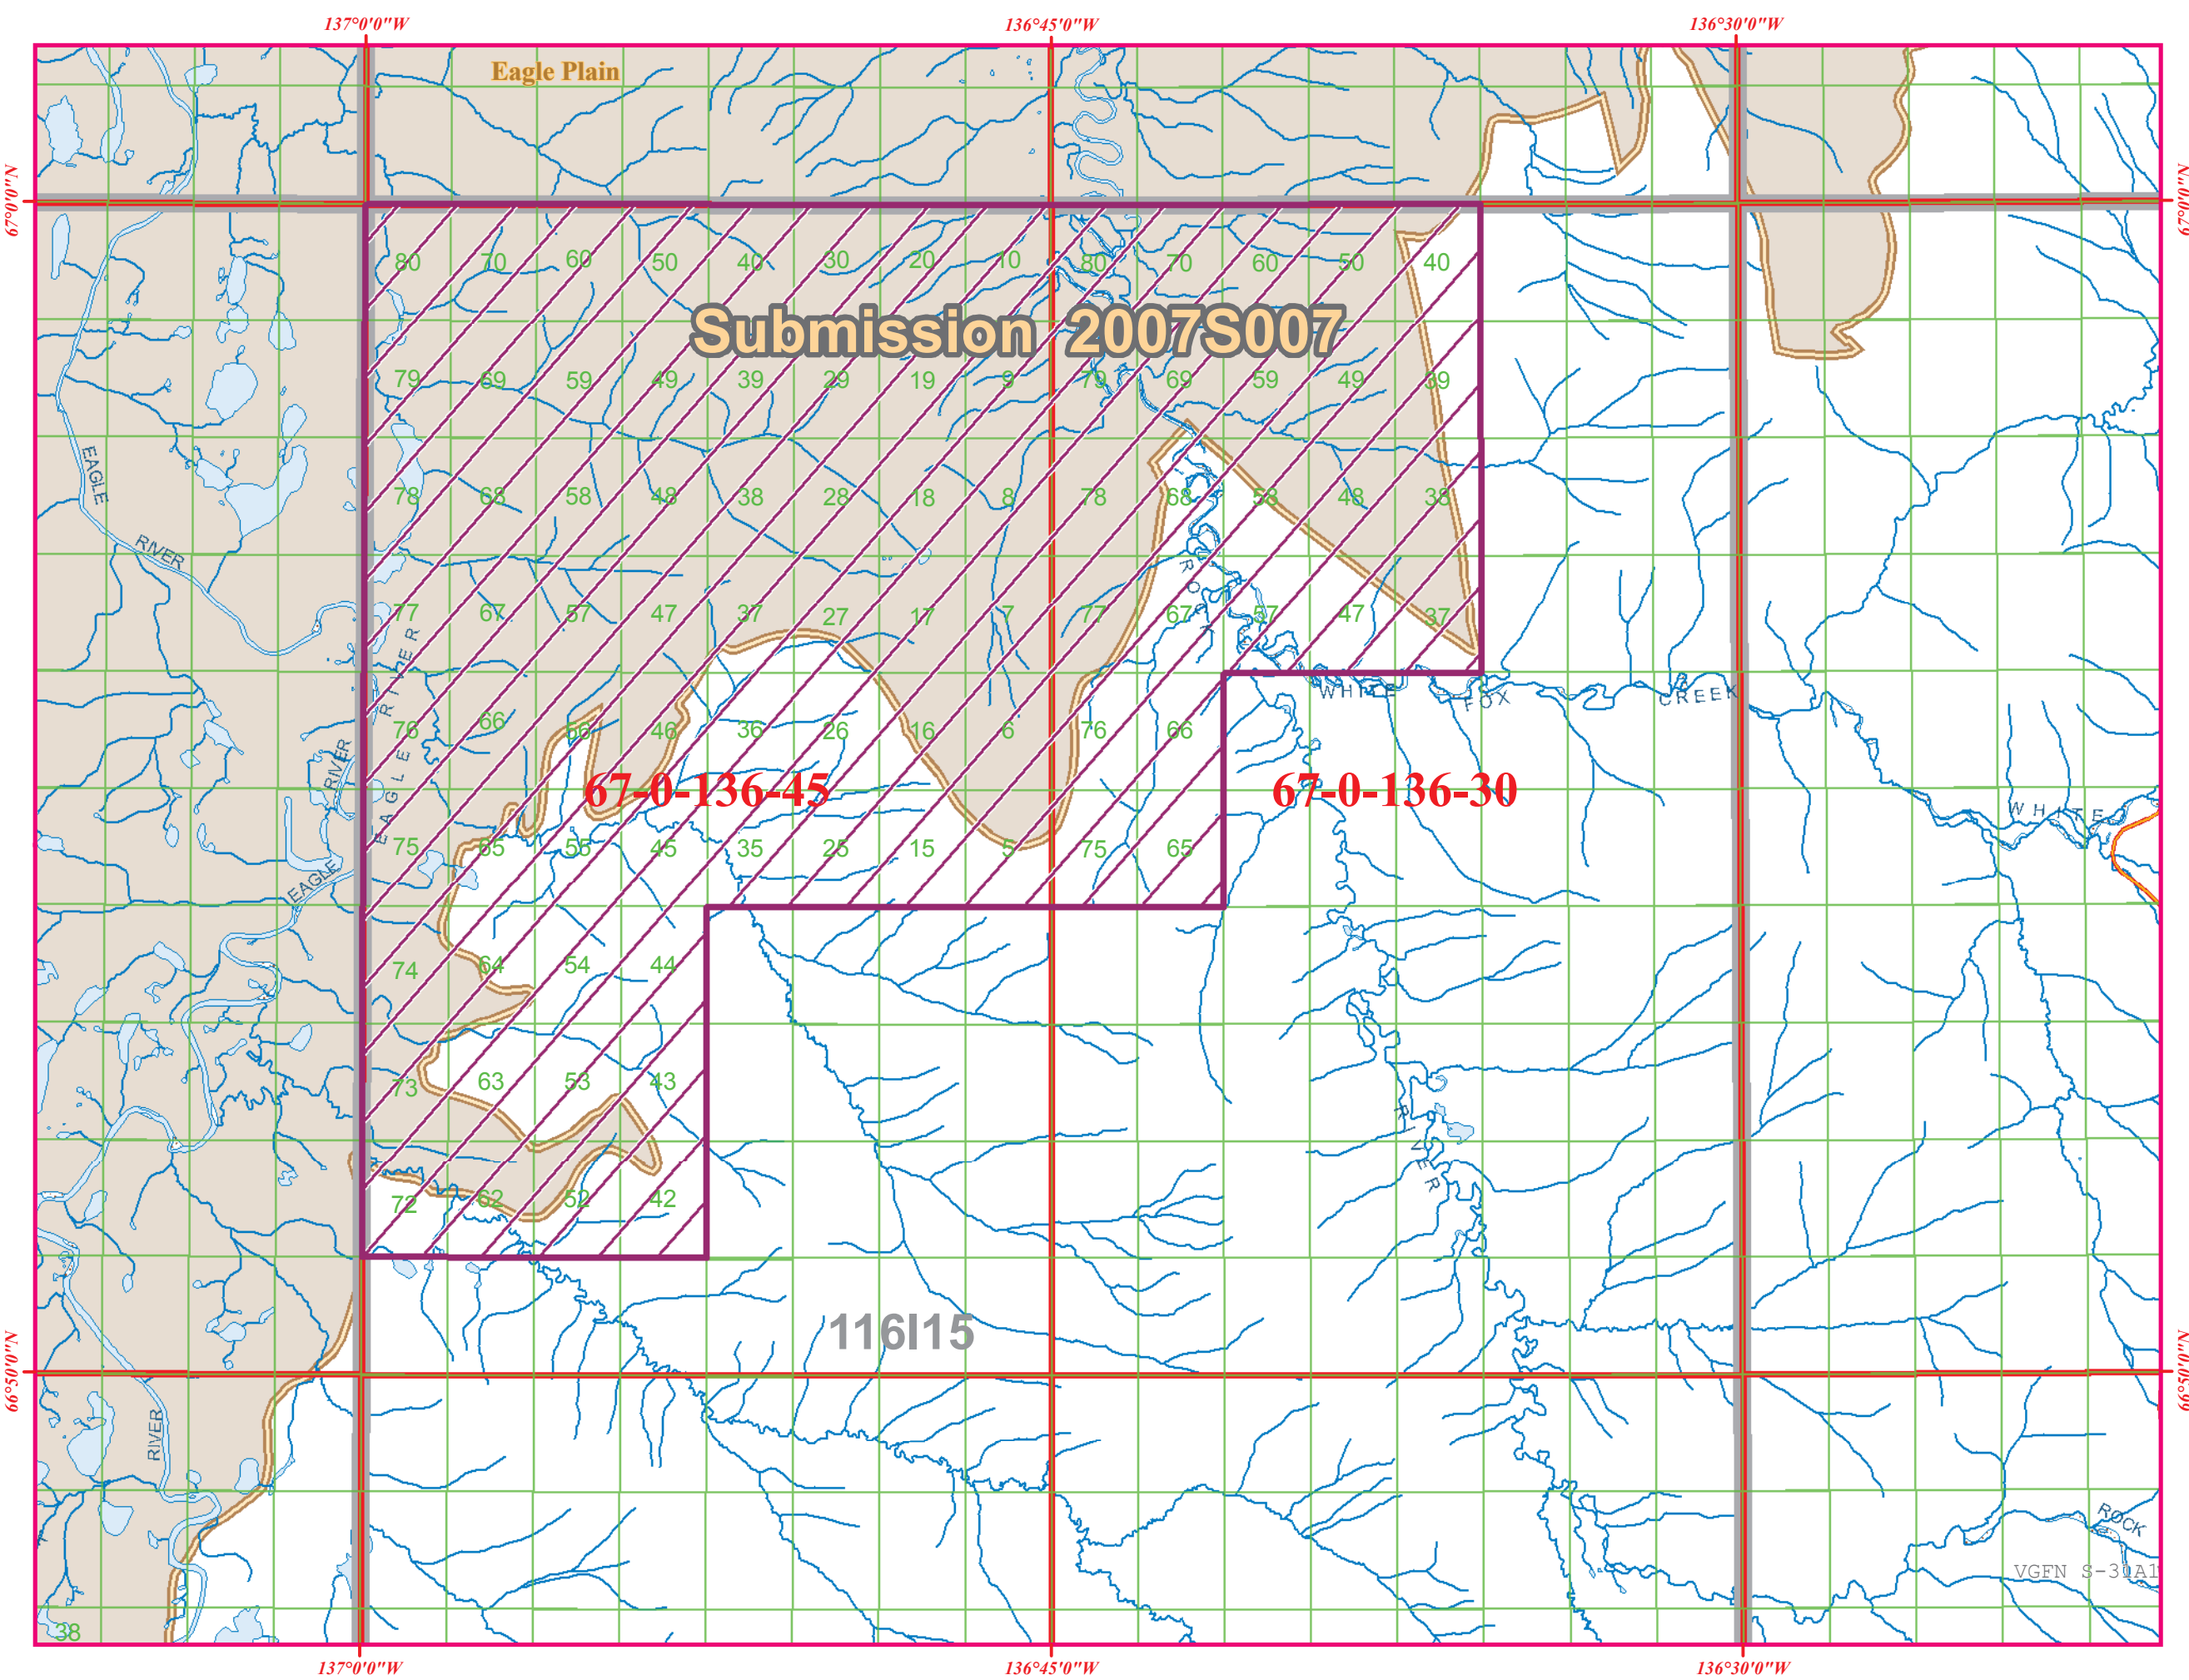 137°0'0"W 136°45'0"W 136°30'0"W
Eagle Plain
67°0'0"N 67°0'0"N
80 70 60 50 40 30 20 10 80 70 60 50 40
Submission 2007S007
79 69 59 49 39 29 19 9 79 69 59 49 39
EAGLE
78 68 58 48 38 28 18 8 78 68 58 48 38
RIVER
ROCK
77 67 57 47 37 27 17 7 77 67 57 47 37
EAGLE RIVER
WHITE FOX CREEK
76 66 56 46 36 26 16 6 76 66
RIVER
67-0-136-45 67-0-136-30
WHITE
75 65 55 45 35 25 15 5 75 65
EAGLE
74 64 54 44
73 63 53 43
RIVER
72 62 52 42
116I15
66°50'0"N 66°50'0"N
RIVER
ROCK
VGFN S-3
38
137°0'0"W 136°45'0"W 136°30'0"W